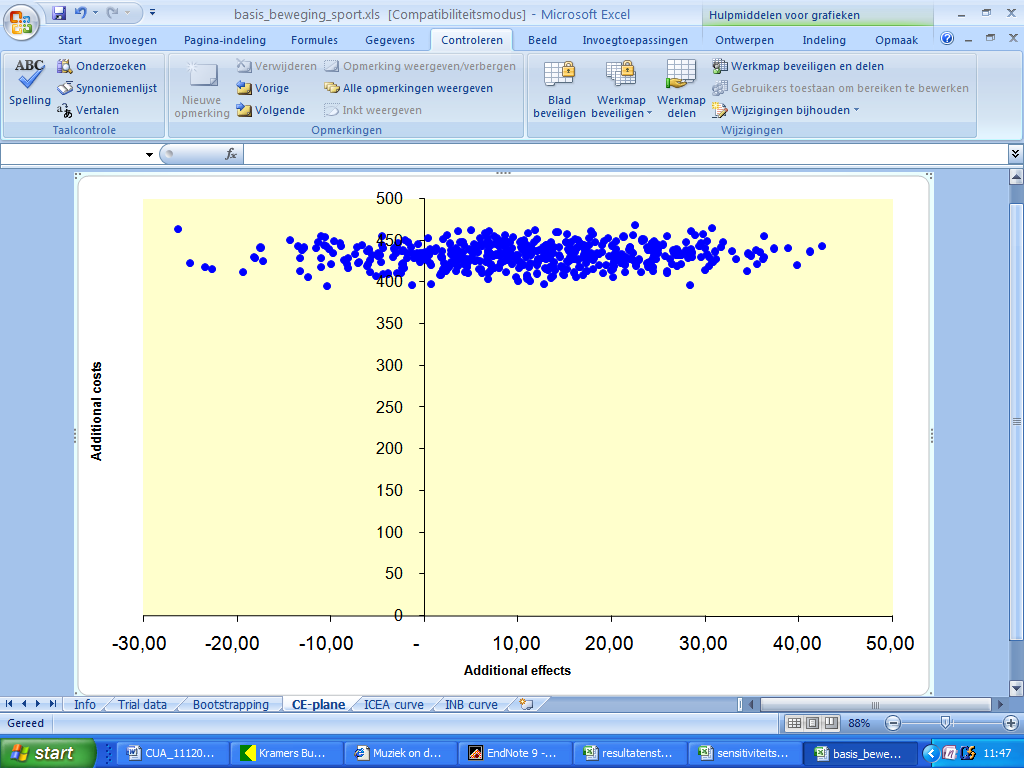 basis_beweging_sport.xls [Compatibiliteitsmodus] - Microsoft Excel
Hulpmiddelen voor grafieken
Start Invoegen Pagina-indeling Formules Gegevens Controleren Beeld Invoegtoepassingen Ontwerpen Indeling Opmaak
ABC
Spelling
Onderzoeken
Synoniemenlijst
Vertalen
Taalcontrole
Nieuwe
opmerking
Verwijderen
Vorige
Volgende
Opmerking weergeven/verbergen
Alle opmerkingen weergeven
Inkt weergeven
Opmerkingen
Blad
beveiligen
Werkmap
beveiligen
Werkmap
delen
Werkmap beveiligen en delen
Gebruikers toestaan om bereiken te bewerken
Wijzigingen bijhouden
Wijzigingen
fx
500
450
400
350
300
250
200
150
100
50
0
Additional costs
-30,00 -20,00 -10,00 - 10,00 20,00 30,00 40,00 50,00
Additional effects
Info Trial data Bootstrapping CE-plane ICEA curve INB curve
Gereed
88%
start
CUA_11120...
Kramers Bu...
Muziek on d...
EndNote 9 -...
resultatenst...
sensitiviteits...
basis_bewe...
11:47